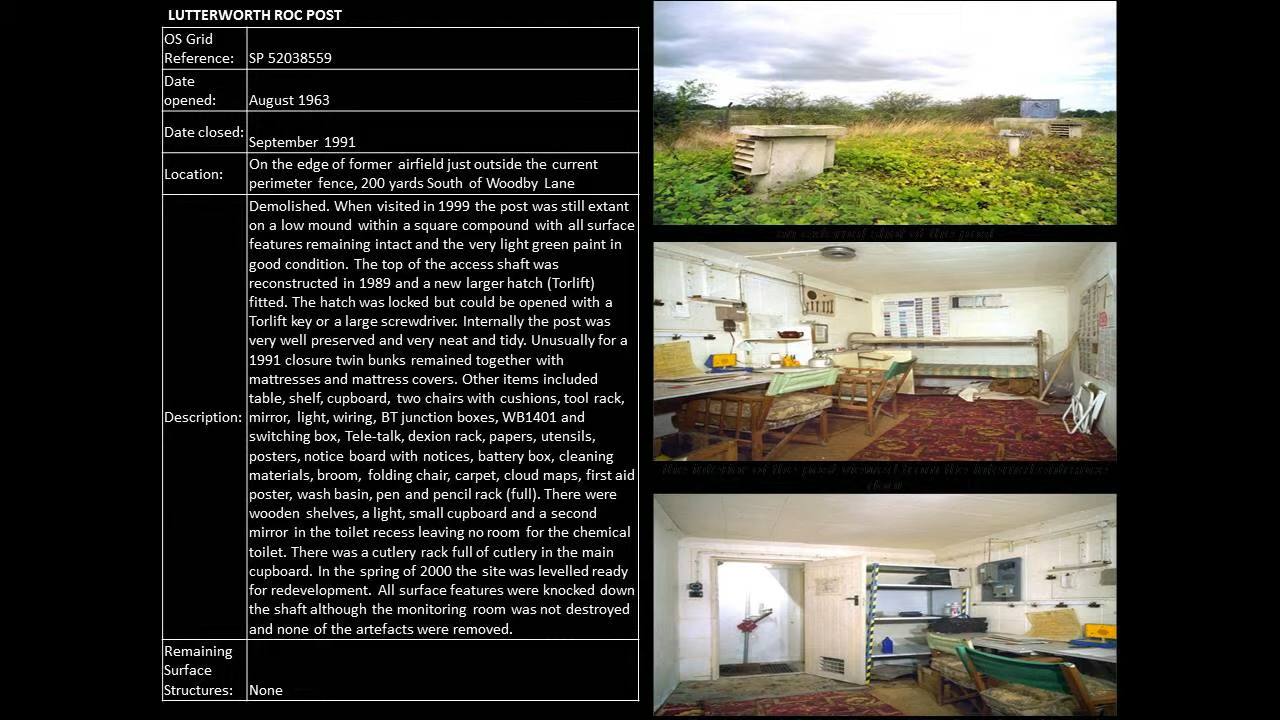 LUTTERWORTH ROC POST
OS Grid
Reference: SP 52038559
Date
opened: August 1963
Date closed: September 1991
Location: On the edge of former airfield just outside the current
perimeter fence, 200 yards South of Woodby Lane
Description: Demolished. When visited in 1999 the post was still extant
on a low mound within a square compound with all surface
features remaining intact and the very light green paint in
good condition. The top of the access shaft was
reconstructed in 1989 and a new larger hatch (Torlift)
fitted. The hatch was locked but could be opened with a
Torlift key or a large screwdriver. Internally the post was
very well preserved and very neat and tidy. Unusually for a
1991 closure twin bunks remained together with
mattresses and mattress covers. Other items included
table, shelf, cupboard, two chairs with cushions, tool rack,
mirror, light, wiring, BT junction boxes, WB1401 and
switching box, Tele-talk, dexion rack, papers, utensils,
posters, notice board with notices, battery box, cleaning
materials, broom, folding chair, carpet, cloud maps, first aid
poster, wash basin, pen and pencil rack (full). There were
wooden shelves, a light, small cupboard and a second
mirror in the toilet recess leaving no room for the chemical
toilet. There was a cutlery rack full of cutlery in the main
cupboard. In the spring of 2000 the site was levelled ready
for redevelopment. All surface features were knocked down
the shaft although the monitoring room was not destroyed
and none of the artefacts were removed.
Remaining
Surface
Structures: None